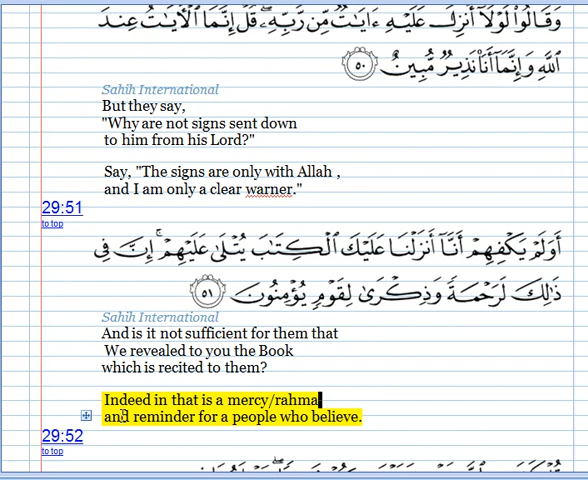 وَقَالُوا۟ لَوْلَآ أُنزِلَ عَلَيْهِ ءَايَـٰتٌ مِّن رَّبِّهِۦ ۖ قُلْ إِنَّمَا ٱلْـَٔايَـٰتُ عِندَ
ٱللَّهِ وَإِنَّمَآ أَنَا۠ نَذِيرٌ مُّبِينٌ ٥٠
Sahih International
But they say,
"Why are not signs sent down
to him from his Lord?"
Say, "The signs are only with Allah ,
and I am only a clear warner."
29:51
to top
أَوَلَمْ يَكْفِهِمْ أَنَّآ أَنزَلْنَا عَلَيْكَ ٱلْكِتَـٰبَ يُتْلَىٰ عَلَيْهِمْ ۚ إِنَّ فِى
ذَٰلِكَ لَرَحْمَةً وَذِكْرَىٰ لِقَوْمٍ يُؤْمِنُونَ ٥١
Sahih International
And is it not sufficient for them that
We revealed to you the Book
which is recited to them?
Indeed in that is a mercy/rahma
and reminder for a people who believe.
29:52
to top